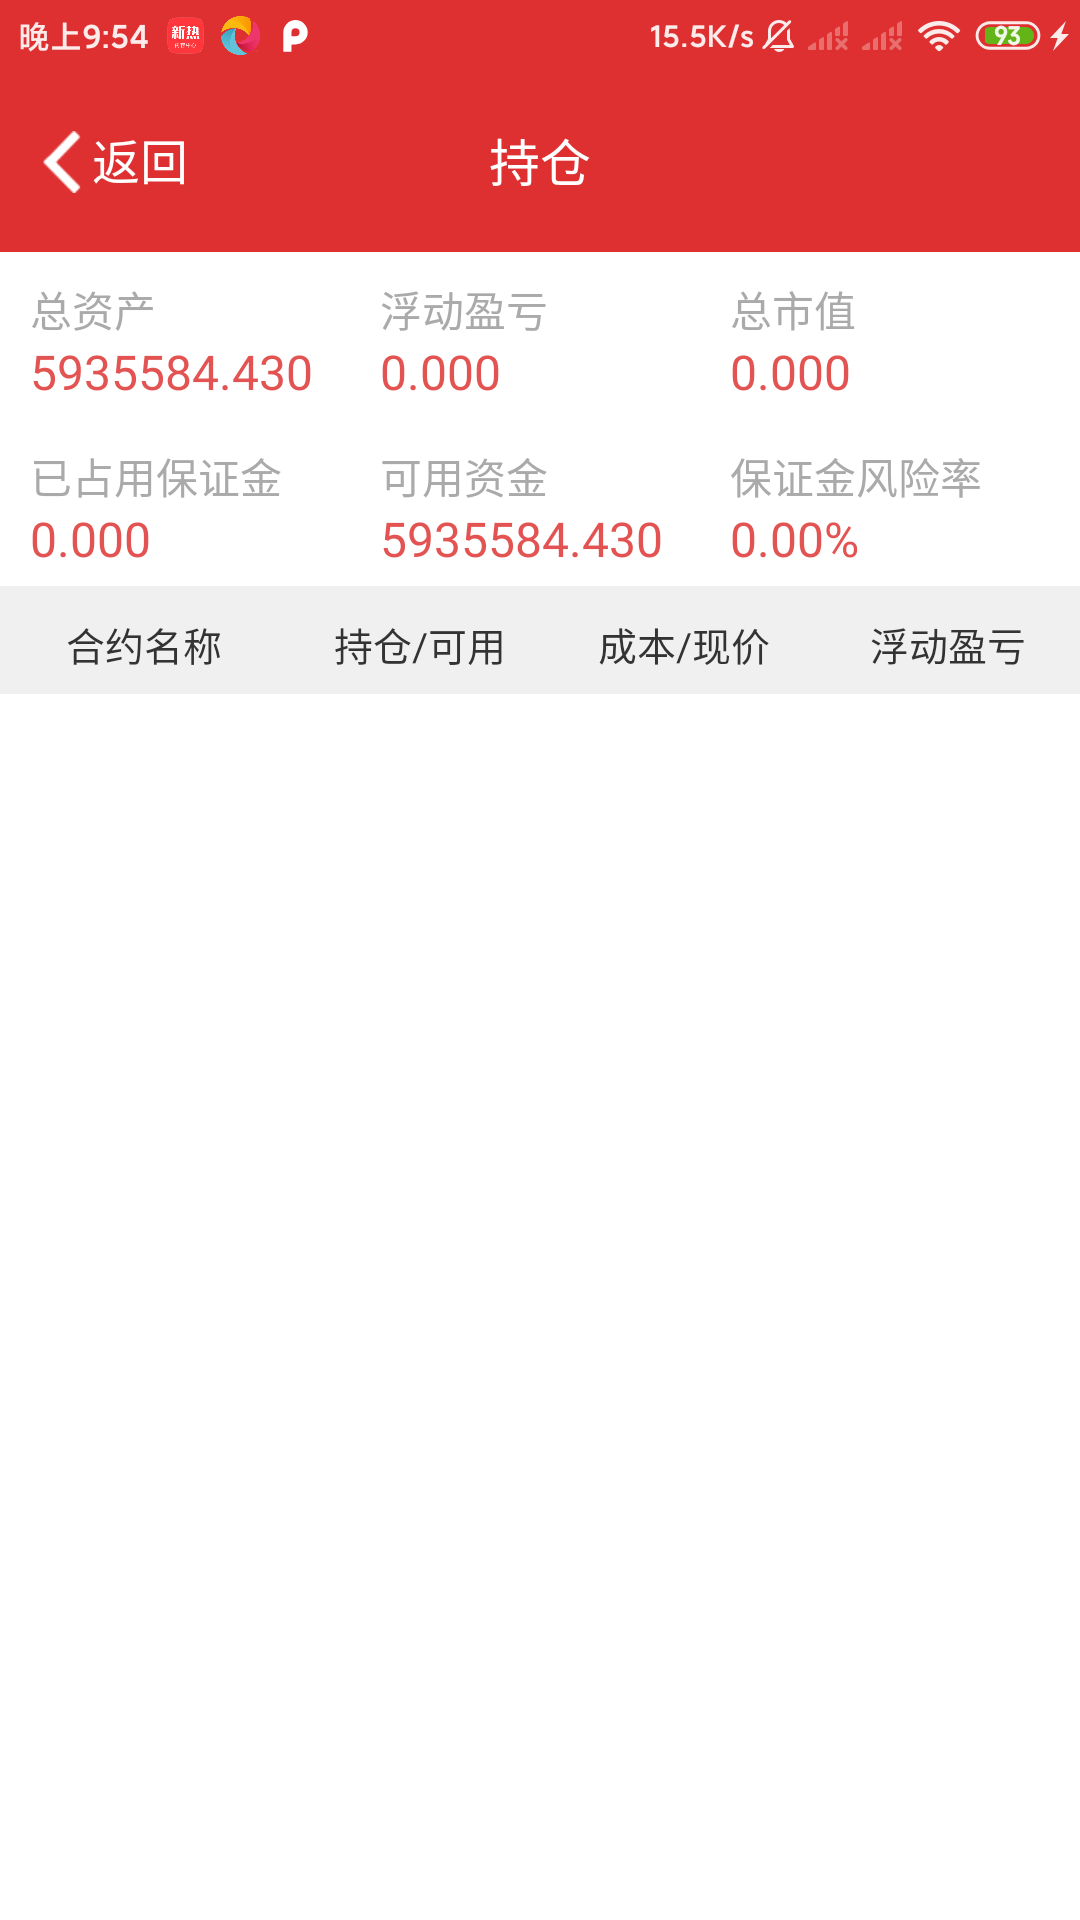 晚上9:54 新热 15.5K/s 93
返回 持仓
总资产 浮动盈亏 总市值
5935584.430 0.000 0.000
已占用保证金 可用资金 保证金风险率
0.000 5935584.430 0.00%
合约名称 持仓/可用 成本/现价 浮动盈亏